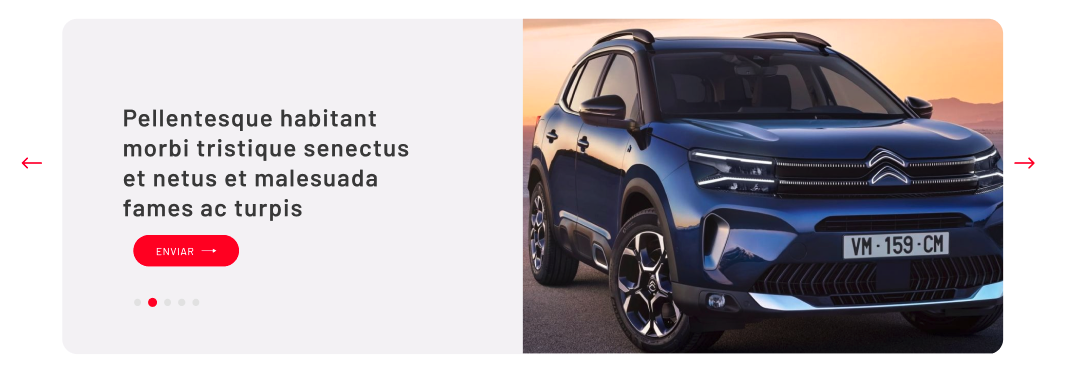 Pellentesque habitant
morbi tristique senectus
et netus et malesuada
fames ac turpis
ENVIAR
VM-159-CM